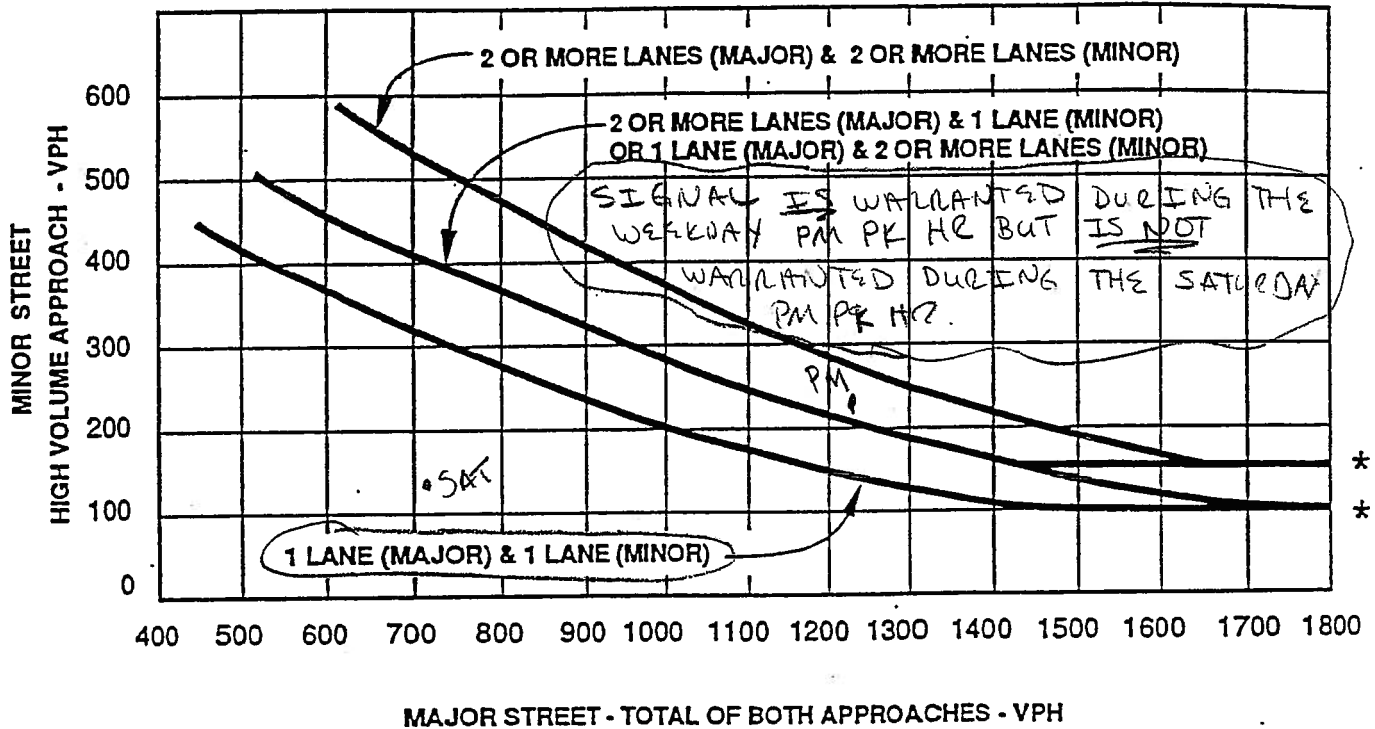 2 OR MORE LANES (MAJOR) & 2 OR MORE LANES (MINOR)
2 OR MORE LANES (MAJOR) & 1 LANE (MINOR)
OR 1 LANE (MAJOR) & 2 OR MORE LANES (MINOR)
SIGNAL IS WARRANTED DURING THE
WEEKDAY PM PK HR BUT IS NOT
WARRANTED DURING THE SATURDAY
PM PK HR.
PM
SAT
1 LANE (MAJOR) & 1 LANE (MINOR)
MINOR STREET
HIGH VOLUME APPROACH - VPH
600
500
400
300
200
100
0
*
*
400 500 600 700 800 900 1000 1100 1200 1300 1400 1500 1600 1700 1800
MAJOR STREET - TOTAL OF BOTH APPROACHES - VPH